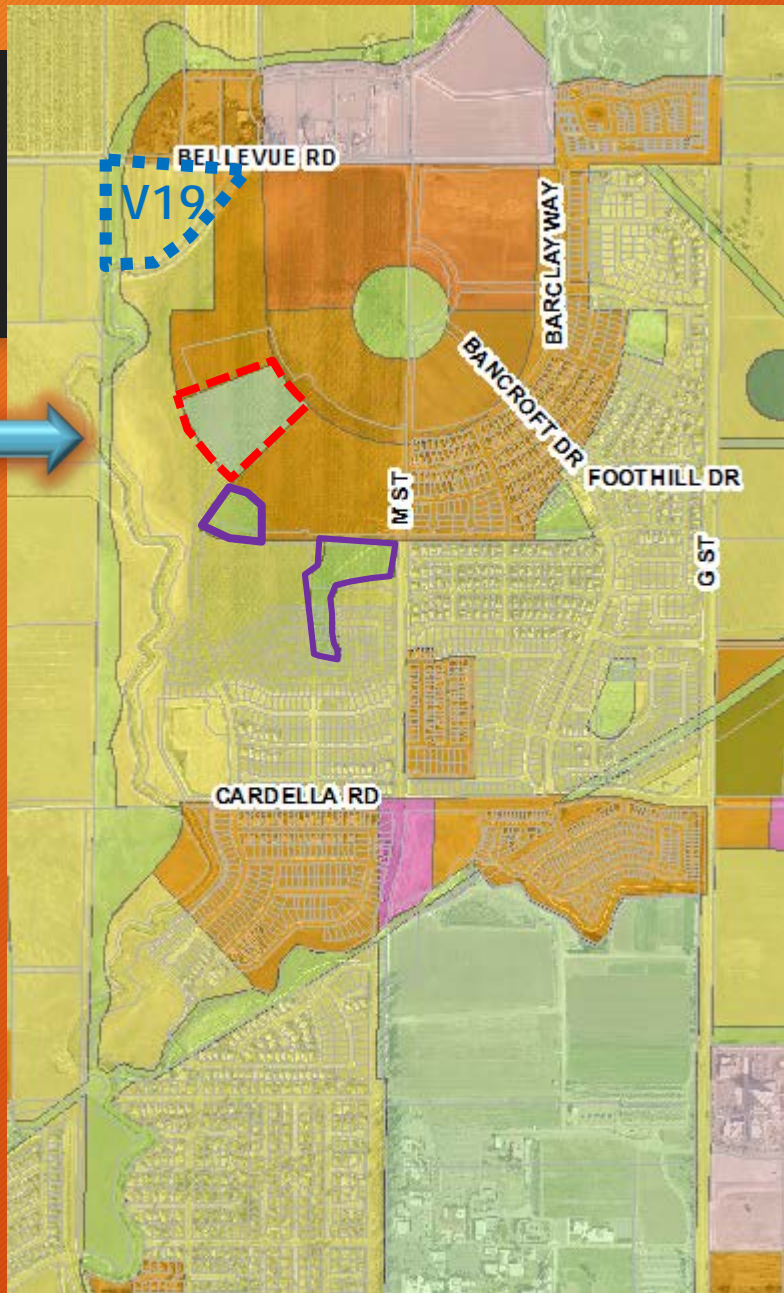 BELLEVUE RD
V19
BARCLAY WAY
BANCROFT DR
FOOTHILL DR
M ST
G ST
CARDELLA RD